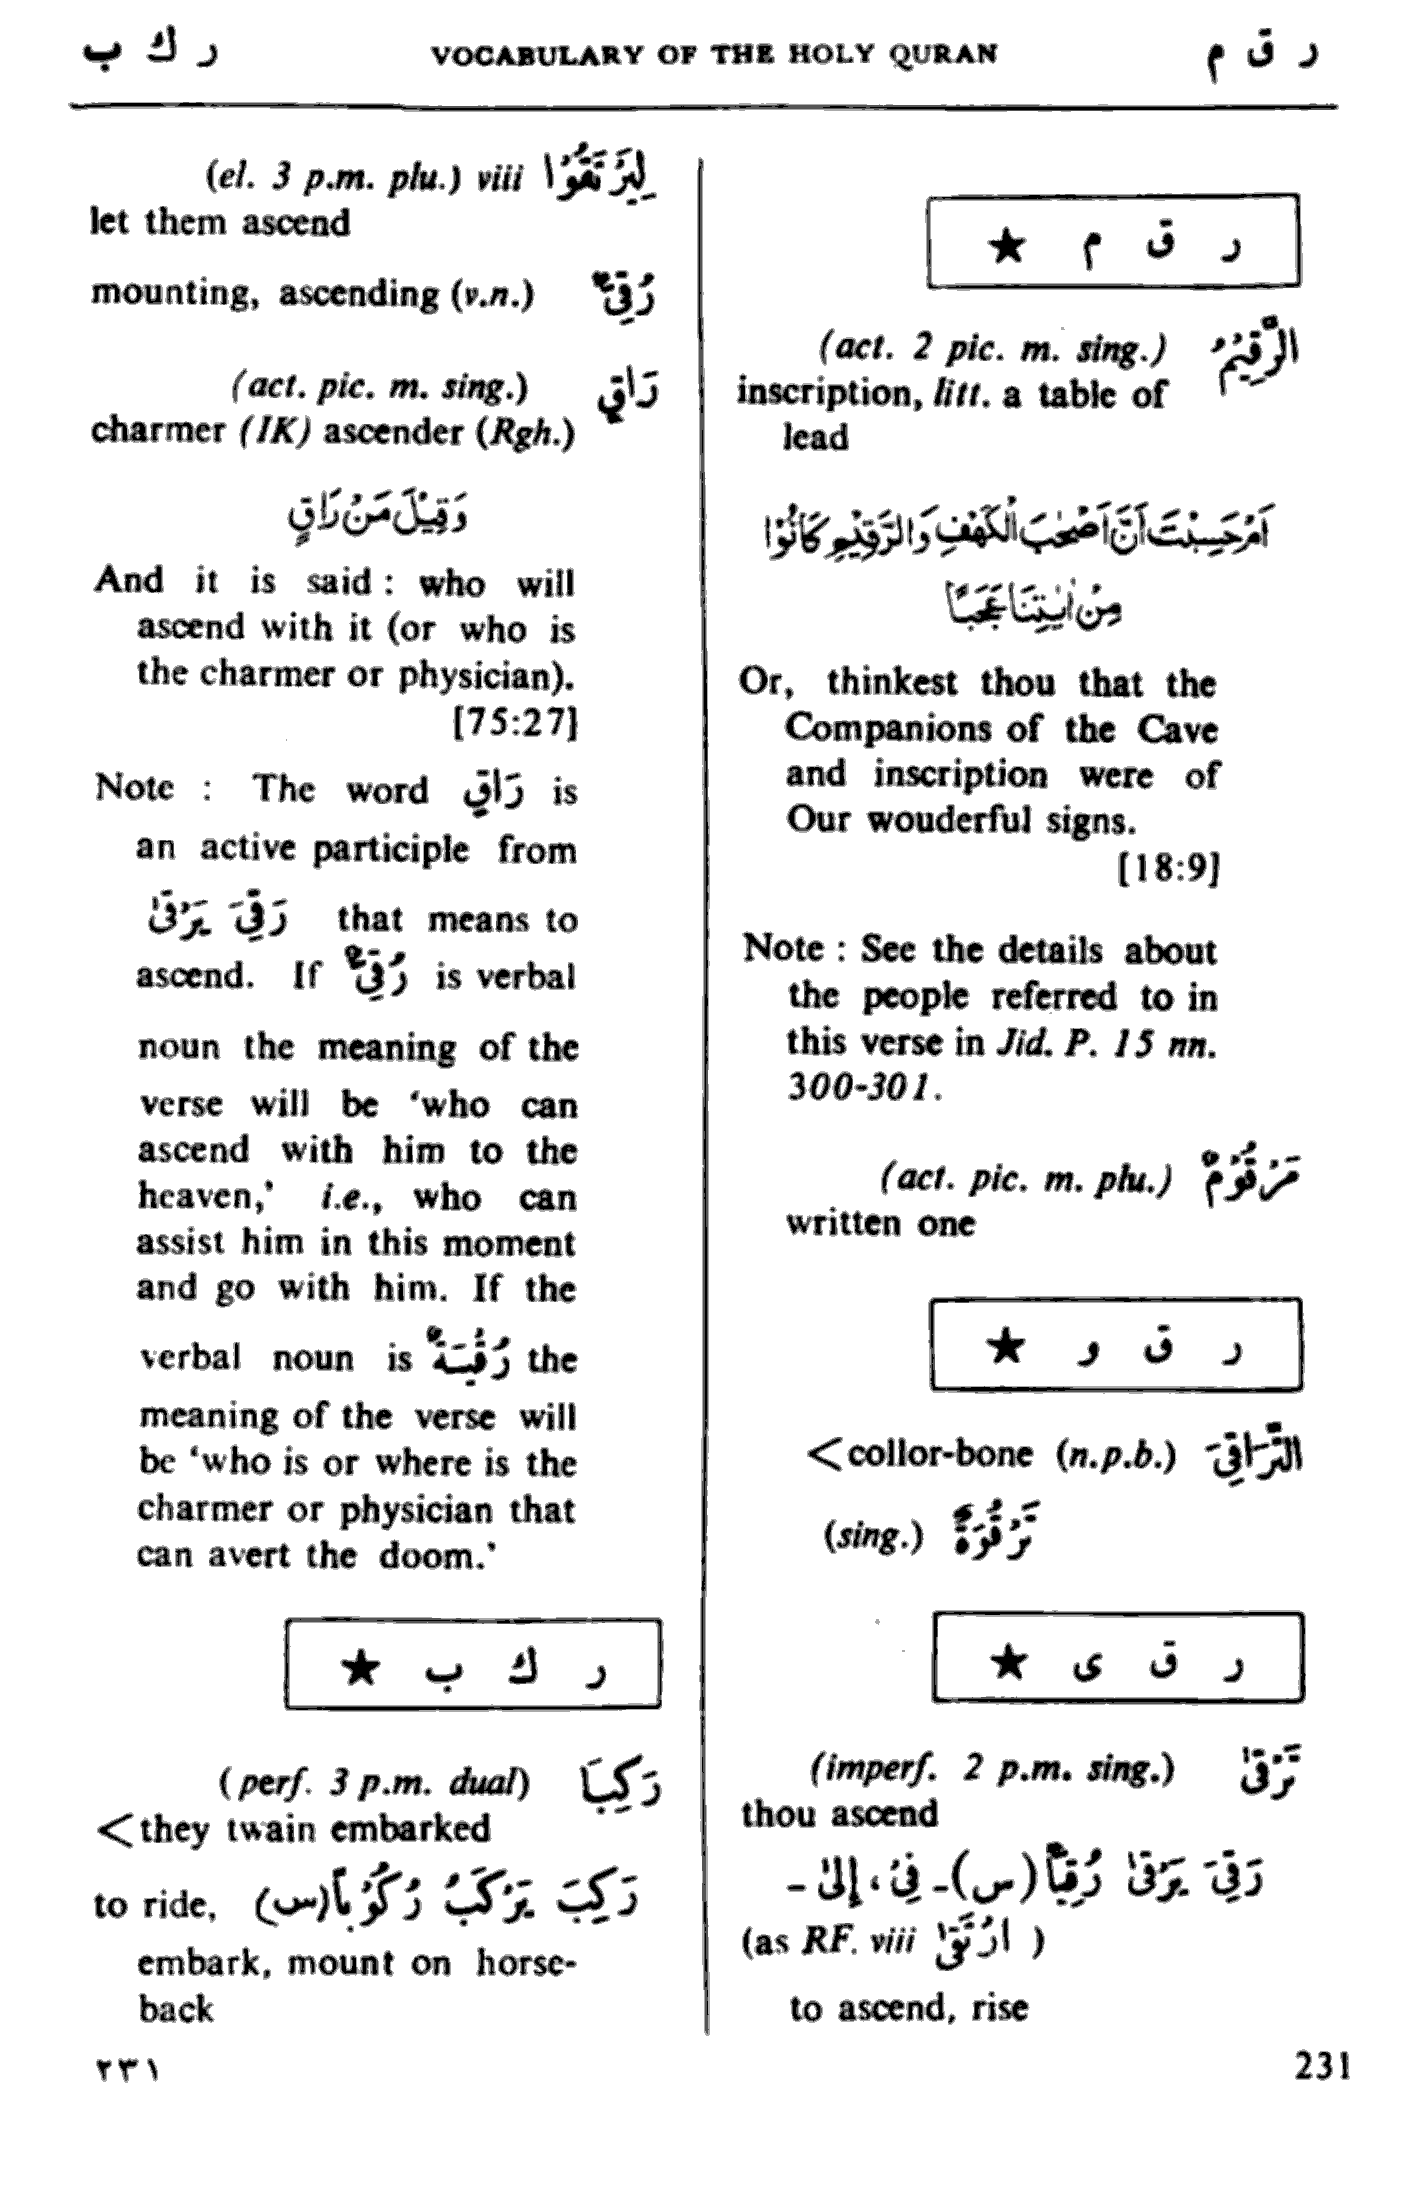 ر ق م VOCABULARY OF THE HOLY QURAN ر ك ب
ر ق م ★
الرَّقِيْمُ (act. 2 pic. m. sing.)
inscription, litt. a table of
lead
اَمْ حَسِبْتَ اَنَّ اَصْحٰبَ الْكَهْفِ وَالرَّقِيْمِ كَانُوْا
مِنْ اٰيٰتِنَا عَجَبًا
Or, thinkest thou that the
Companions of the Cave
and inscription were of
Our wouderful signs.
[18:9]
Note : See the details about
the people referred to in
this verse in Jid. P. 15 nn.
300-301.
مَرْقُوْمٌ (act. pic. m. plu.)
written one
ر ق و ★
التَّرَاقِيَ <collor-bone (n.p.b.)
تَرْقُوَةٌ (sing.)
ر ق ى ★
تَرْقٰى (imperf. 2 p.m. sing.)
thou ascend
رَقِيَ يَرْقٰى رُقِيًّا (س)ـ فِيْ ، إِلىٰ ـ
(as RF. viii ارْتَقٰى )
to ascend, rise
لِيَرْتَقُوْا (el. 3 p.m. plu.) viii
let them ascend
رُقِيٌّ mounting, ascending (v.n.)
رَاقٍ (act. pic. m. sing.)
charmer (IK) ascender (Rgh.)
وَقِيْلَ مَنْ رَاقٍ
And it is said : who will
ascend with it (or who is
the charmer or physician).
[75:27]
Note : The word رَاقٍ is
an active participle from
رَقِيَ يَرْقٰى that means to
ascend. If رُقِيٌّ is verbal
noun the meaning of the
verse will be ‘who can
ascend with him to the
heaven,’ i.e., who can
assist him in this moment
and go with him. If the
verbal noun is رُقْيَةٌ the
meaning of the verse will
be ‘who is or where is the
charmer or physician that
can avert the doom.’
ر ك ب ★
رَكِبَا (perf. 3 p.m. dual)
<they twain embarked
رَكِبَ يَرْكَبُ رُكُوْباً(س) to ride,
embark, mount on horse-
back
٢٣١ 231